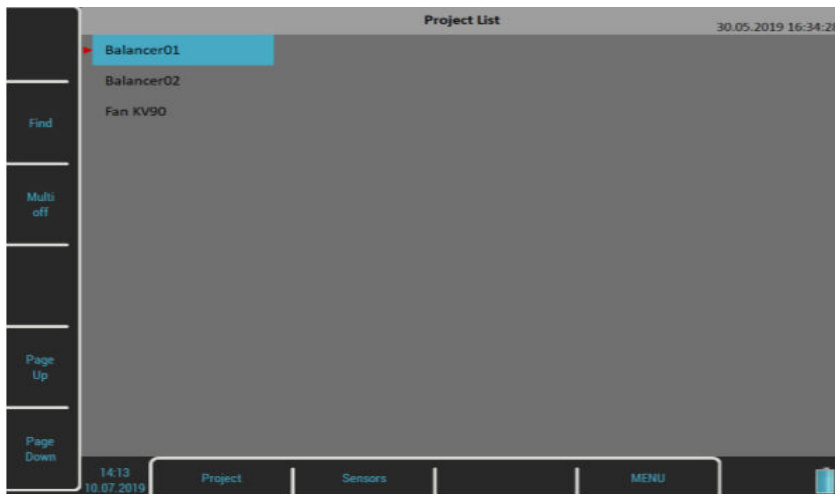 Project List
30.05.2019 16:34:28
Balancer01
Balancer02
Fan KV90
Find
Multi
off
Page
Up
Page
Down
14:13
10.07.2019
Project
Sensors
MENU